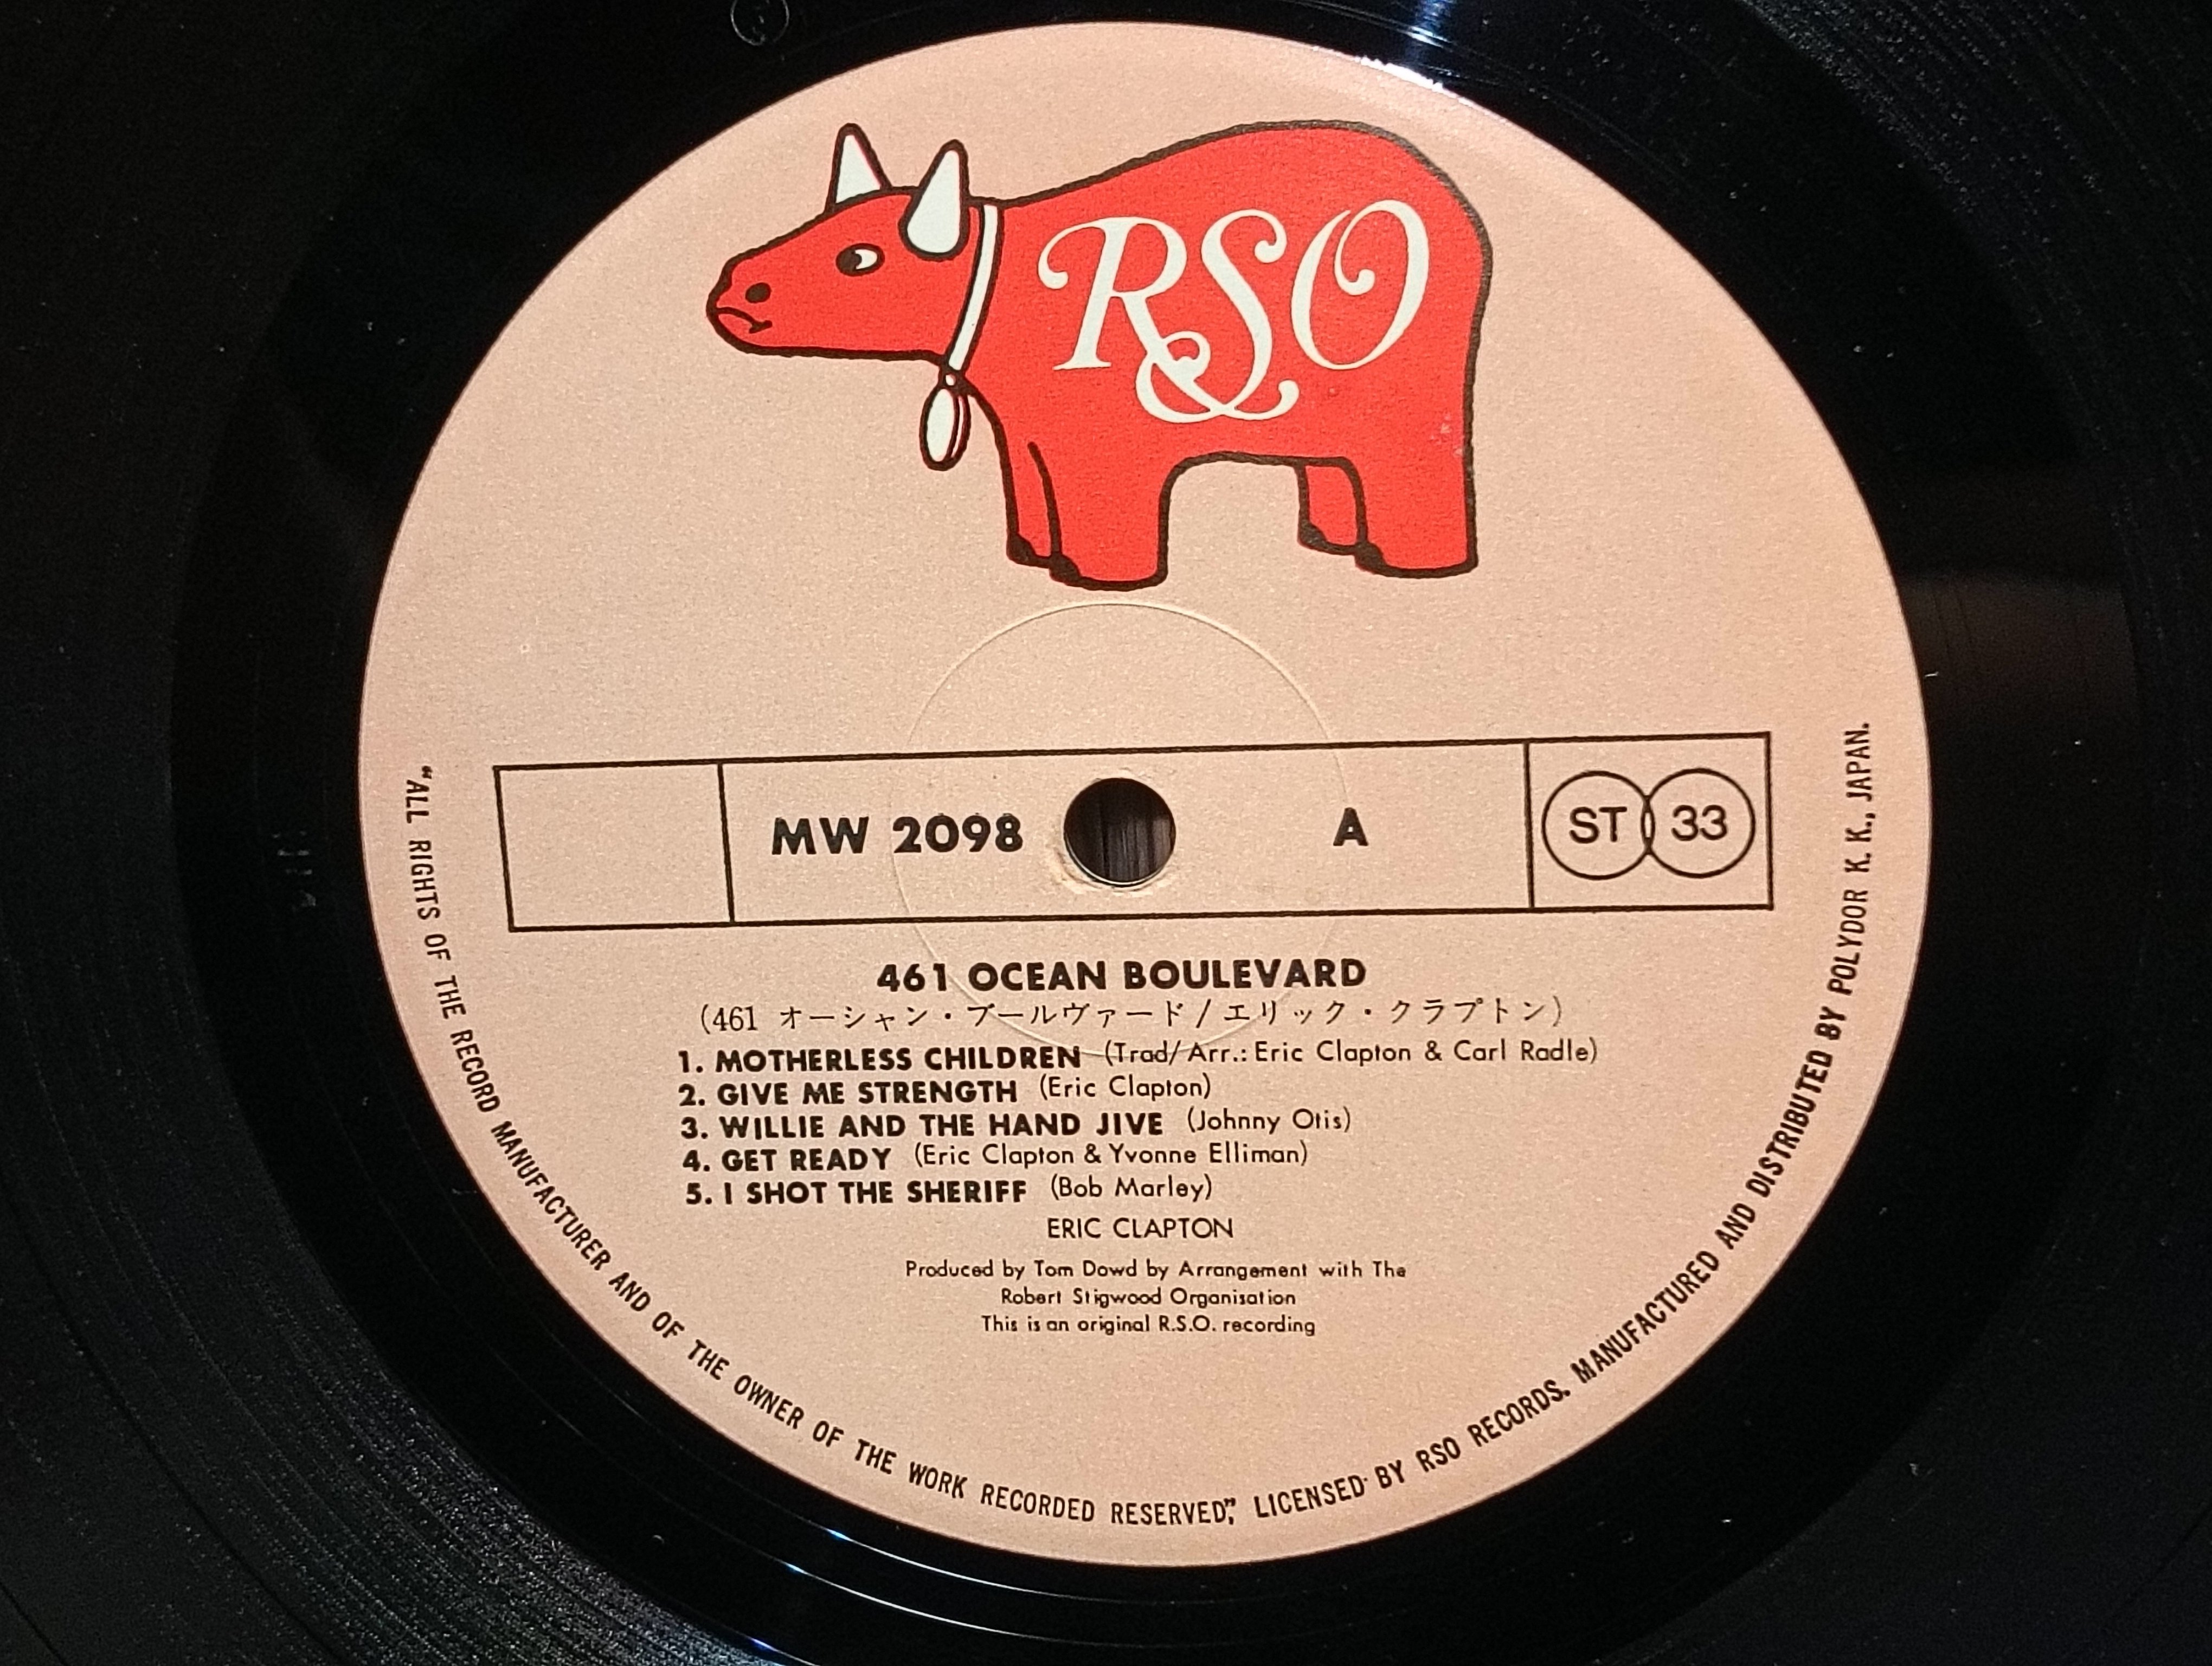 RSO
MW 2098 A ST 33
461 OCEAN BOULEVARD
(461 オーシャン・ブールヴァード/エリック・クラプトン)
1. MOTHERLESS CHILDREN (Trad/Arr.: Eric Clapton & Carl Radle)
2. GIVE ME STRENGTH (Eric Clapton)
3. WILLIE AND THE HAND JIVE (Johnny Otis)
4. GET READY (Eric Clapton & Yvonne Elliman)
5. I SHOT THE SHERIFF (Bob Marley)
ERIC CLAPTON
Produced by Tom Dowd by Arrangement with The
Robert Stigwood Organisation
This is an original R.S.O. recording
“ALL RIGHTS OF THE RECORD MANUFACTURER AND OF THE OWNER OF THE WORK RECORDED RESERVED”, LICENSED BY RSO RECORDS. MANUFACTURED AND DISTRIBUTED BY POLYDOR K. K., JAPAN.